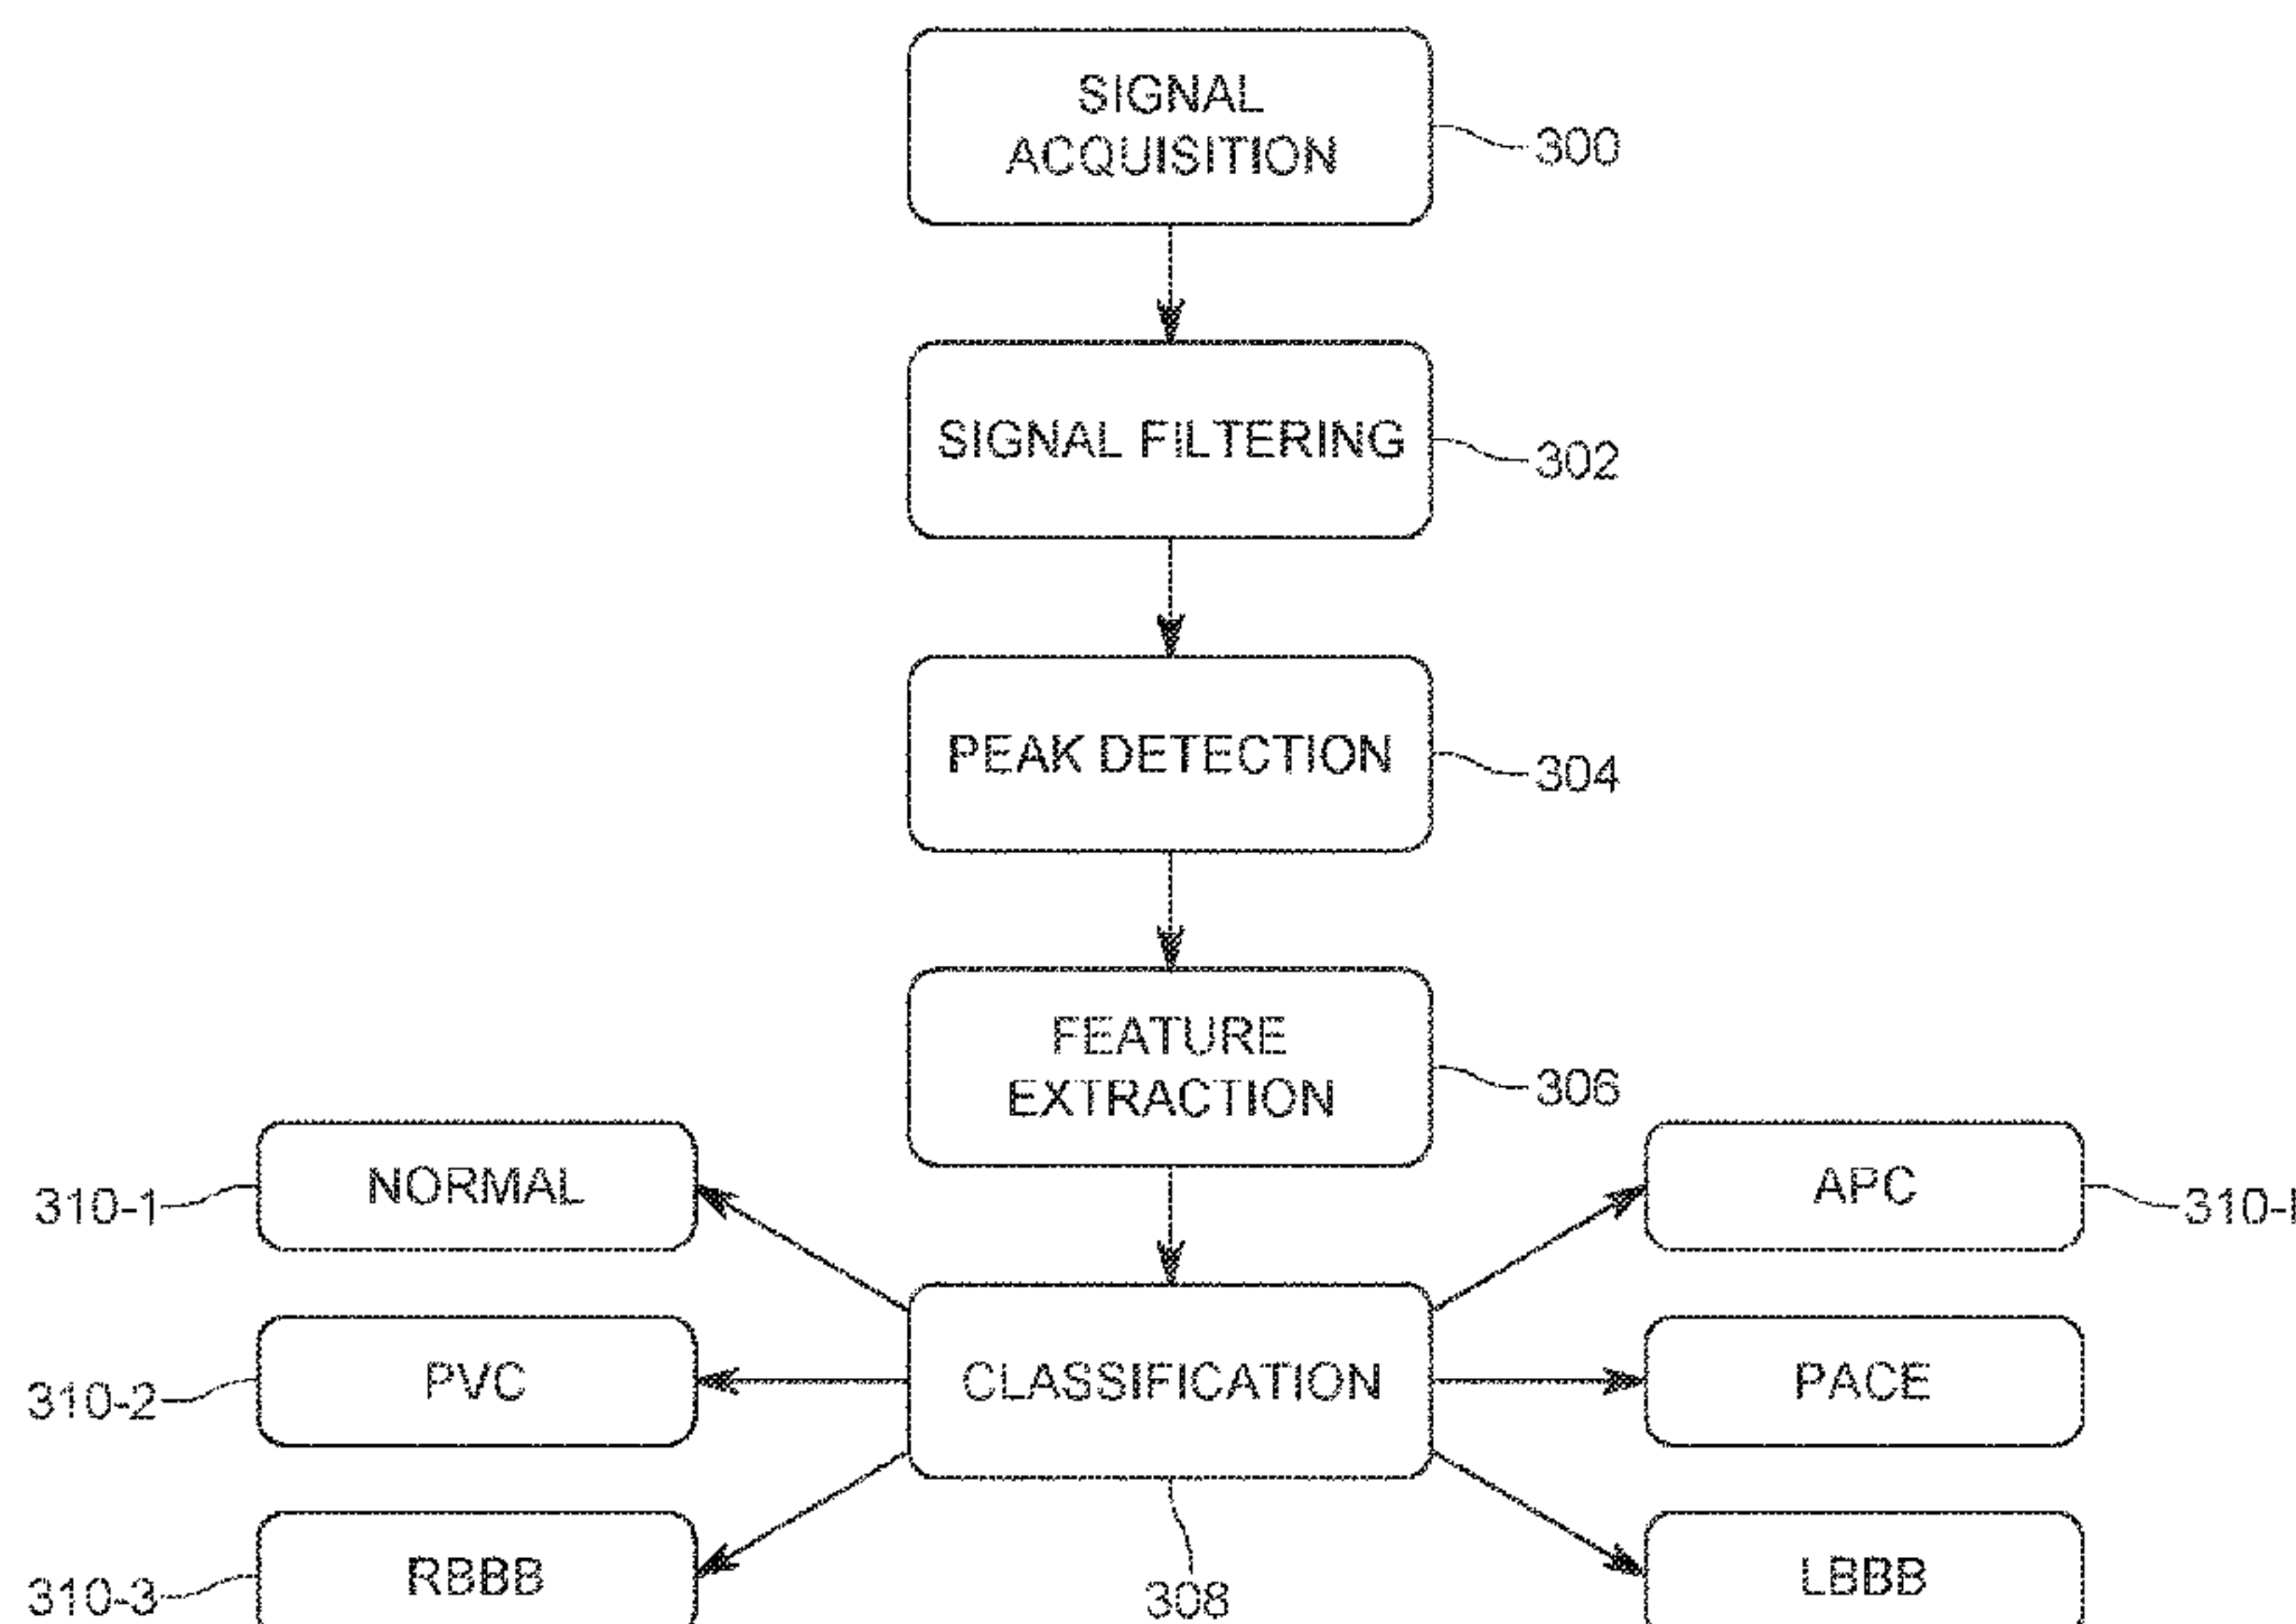 SIGNAL
ACQUISITION
300
SIGNAL FILTERING
302
PEAK DETECTION
304
FEATURE
EXTRACTION
306
310-1
NORMAL
APC
310-2
PVC
CLASSIFICATION
PACE
310-3
RBBB
308
LBBB